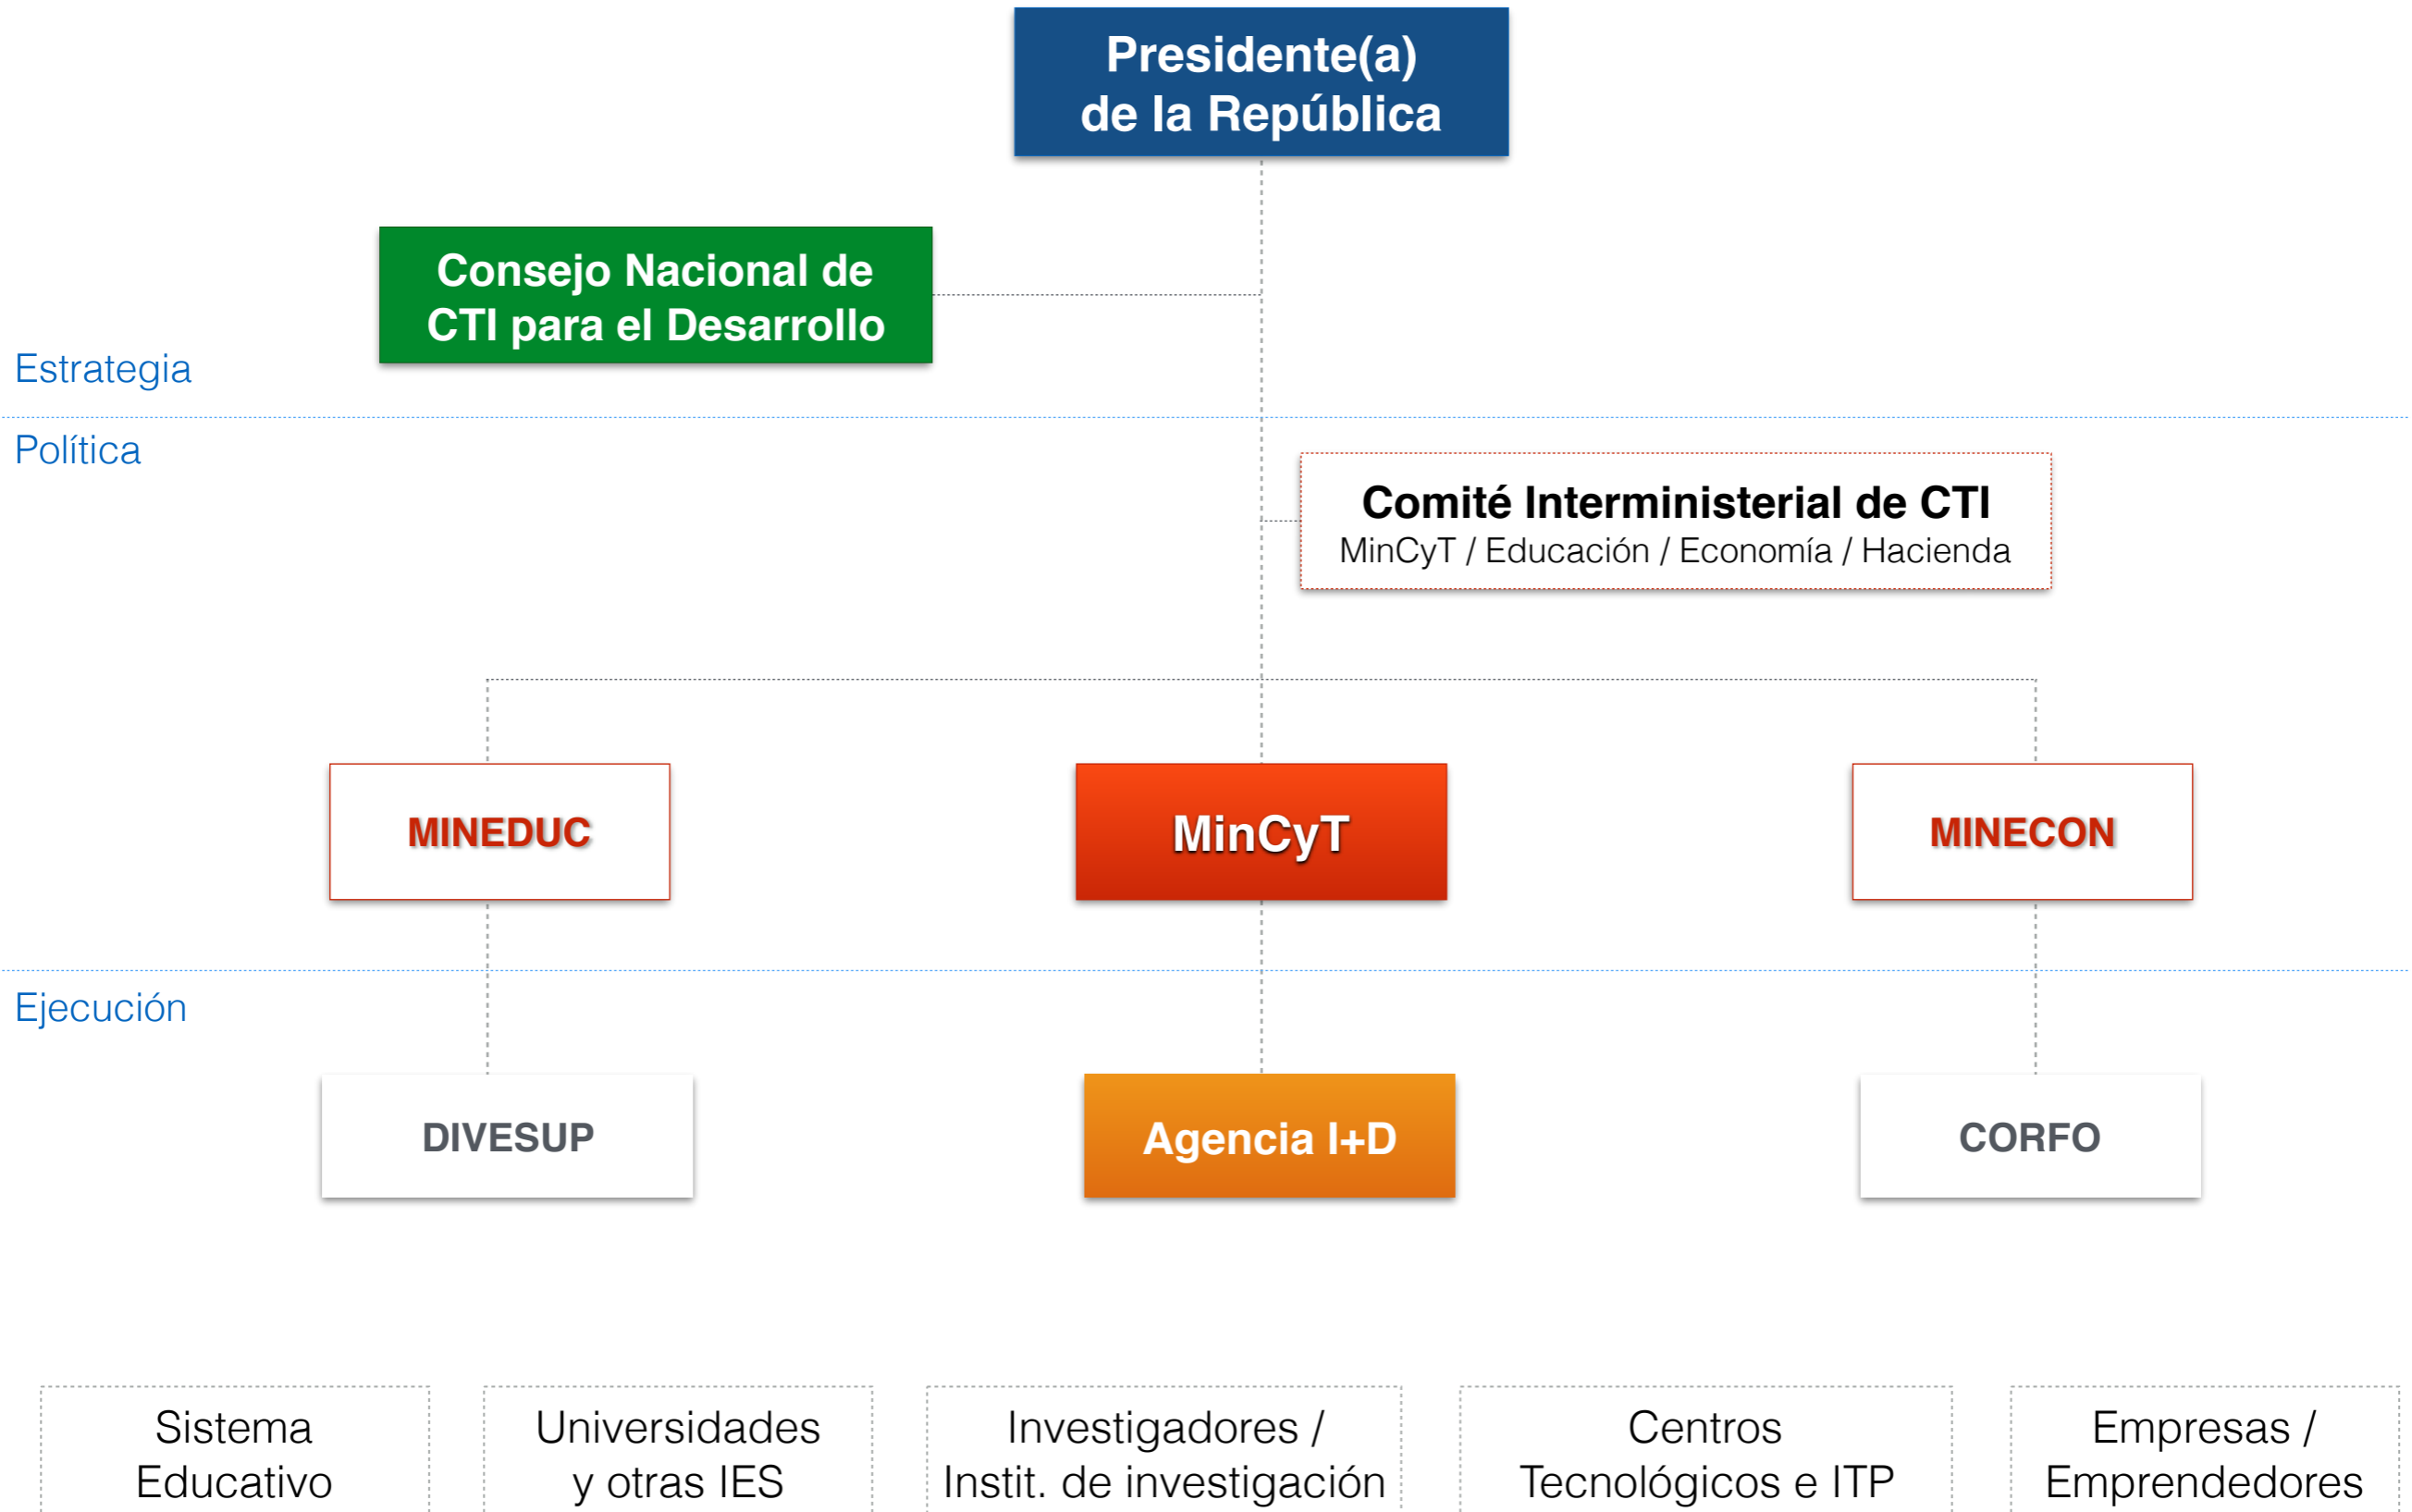 Presidente(a)
de la República
Consejo Nacional de
CTI para el Desarrollo
Estrategia
Política
Comité Interministerial de CTI
MinCyT / Educación / Economía / Hacienda
MINEDUC
MinCyT
MINECON
Ejecución
DIVESUP
Agencia I+D
CORFO
Sistema
Educativo
Universidades
y otras IES
Investigadores /
Instit. de investigación
Centros
Tecnológicos e ITP
Empresas /
Emprendedores